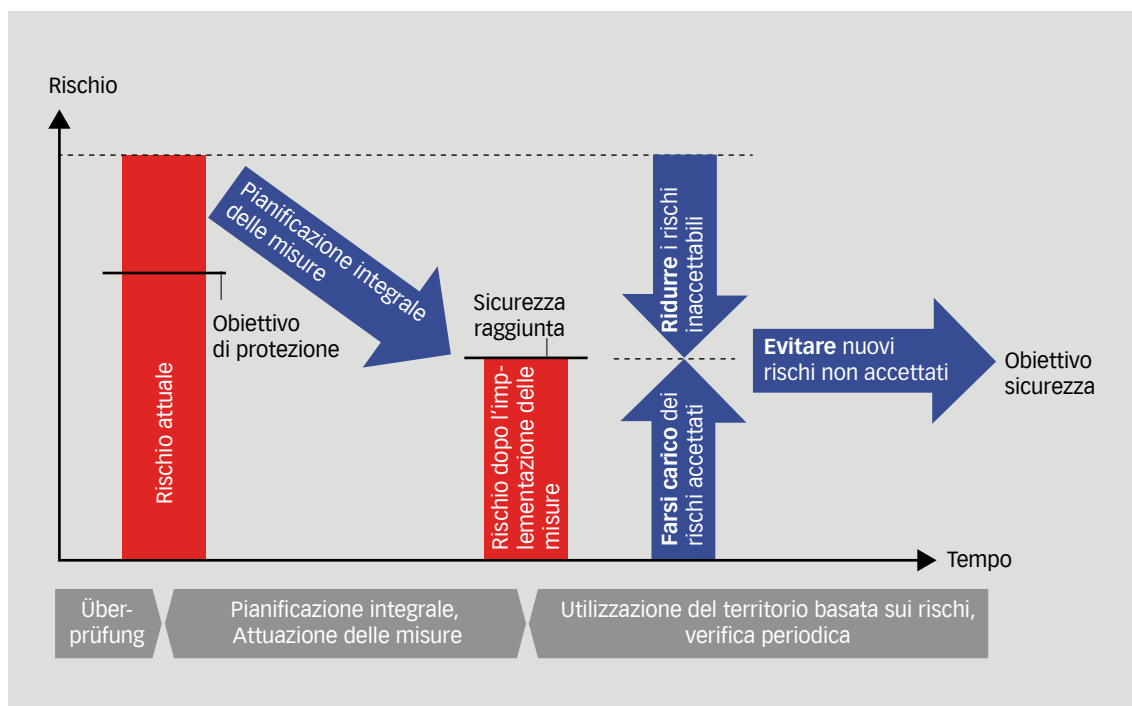 Rischio
Rischio attuale
Obiettivo
di protezione
Pianificazione integrale
delle misure
Sicurezza
raggiunta
Rischio dopo l'imp-
lementazione delle
misure
Ridurre i rischi
inaccettabili
Farsi carico dei
rischi accettati
Evitare nuovi
rischi non accettati
Obiettivo
sicurezza
Tempo
Über-
prüfung
Pianificazione integrale,
Attuazione delle misure
Utilizzazione del territorio basata sui rischi,
verifica periodica